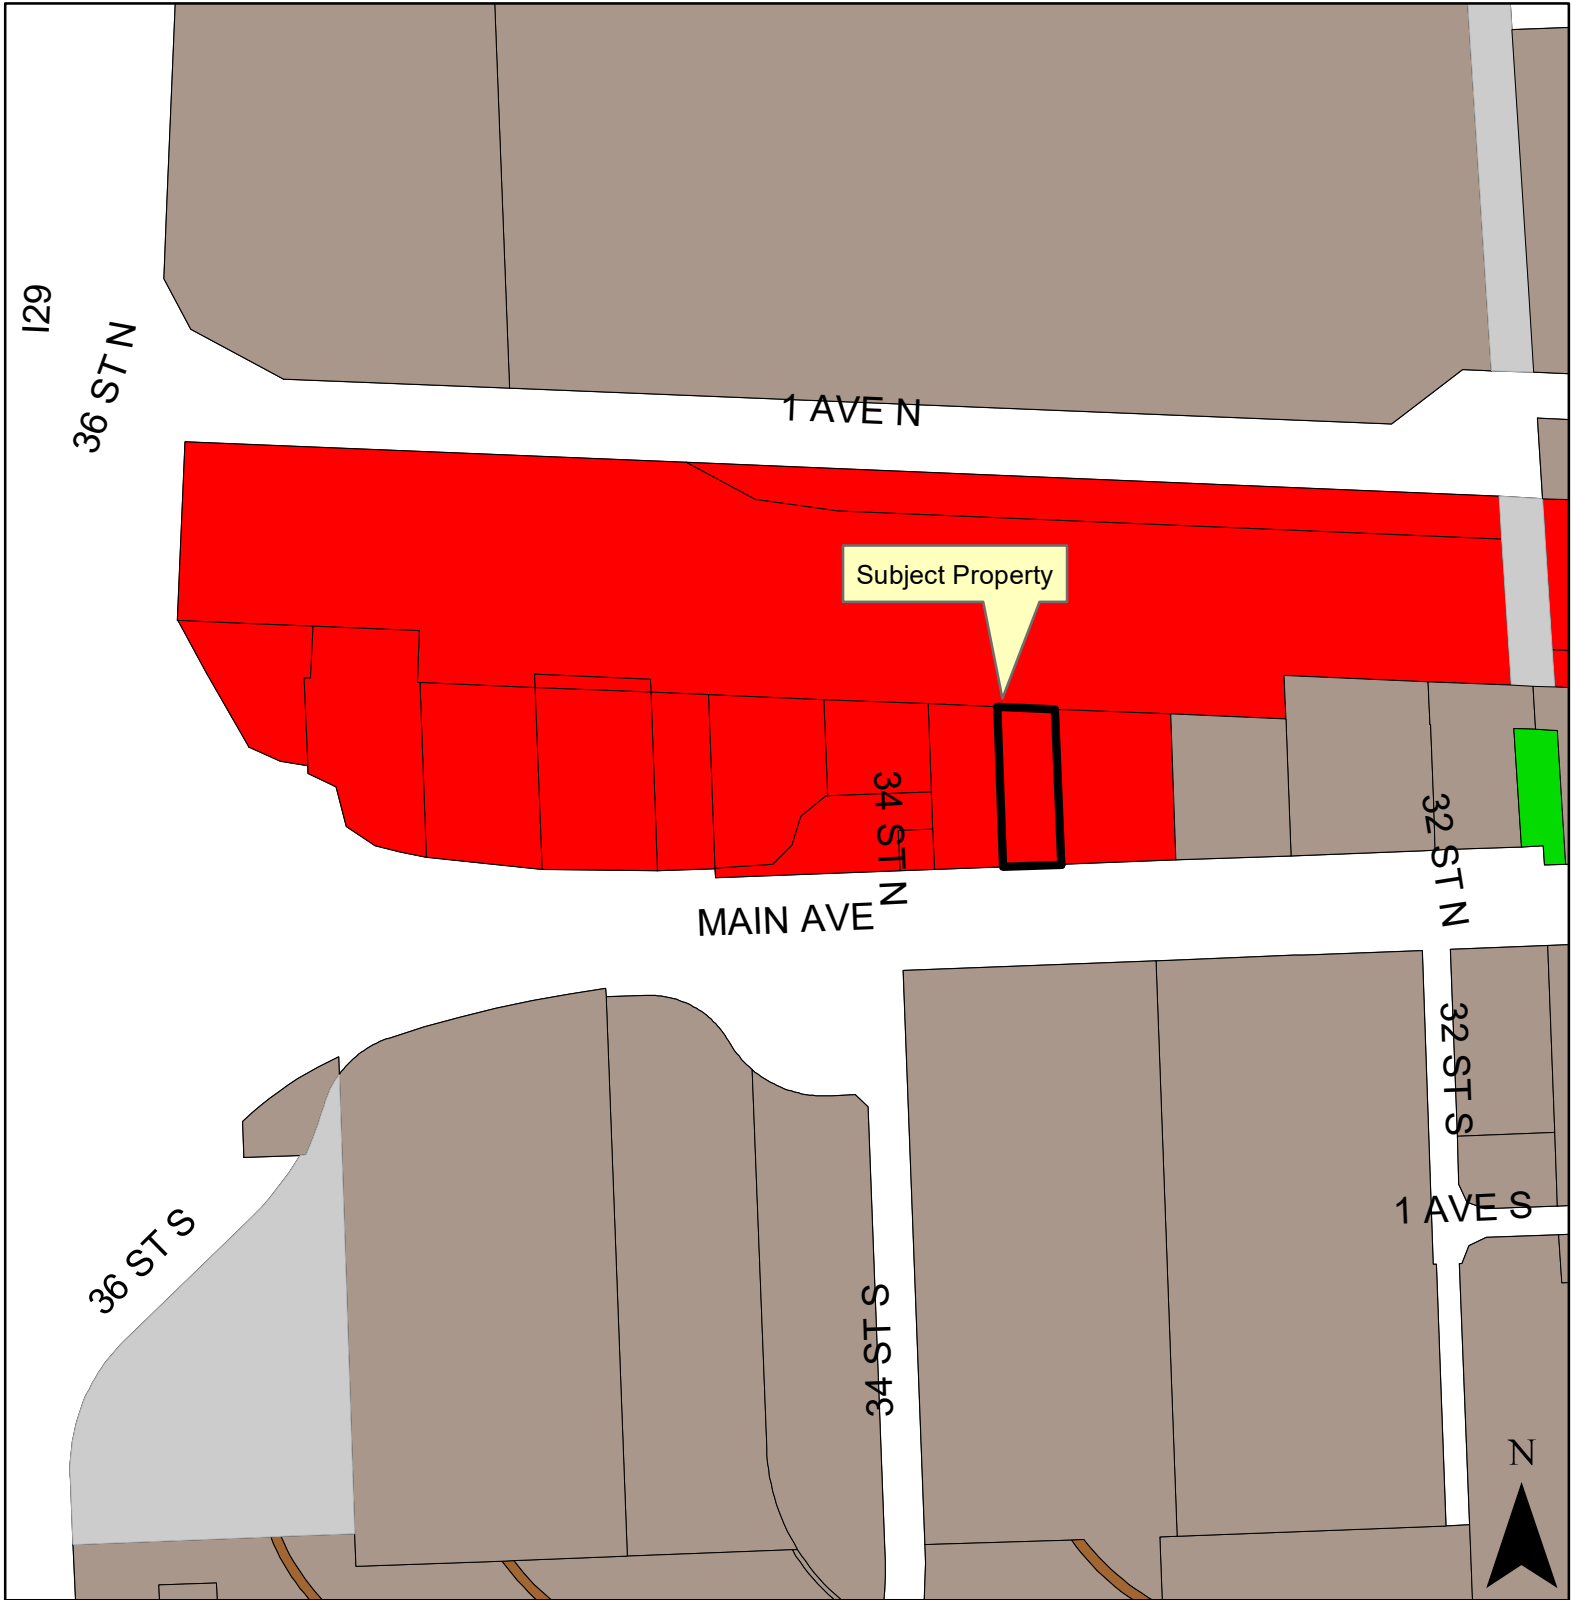 I29
36 ST N
1 AVE N
Subject Property
34 ST N
32 ST N
MAIN AVE
32 ST S
1 AVE S
36 ST S
34 ST S
N